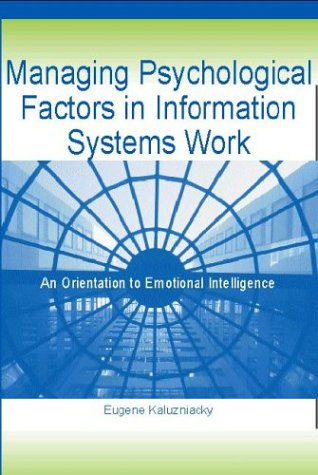 Managing Psychological
Factors in Information
Systems Work
An Orientation to Emotional Intelligence
Eugene Kaluzniacky